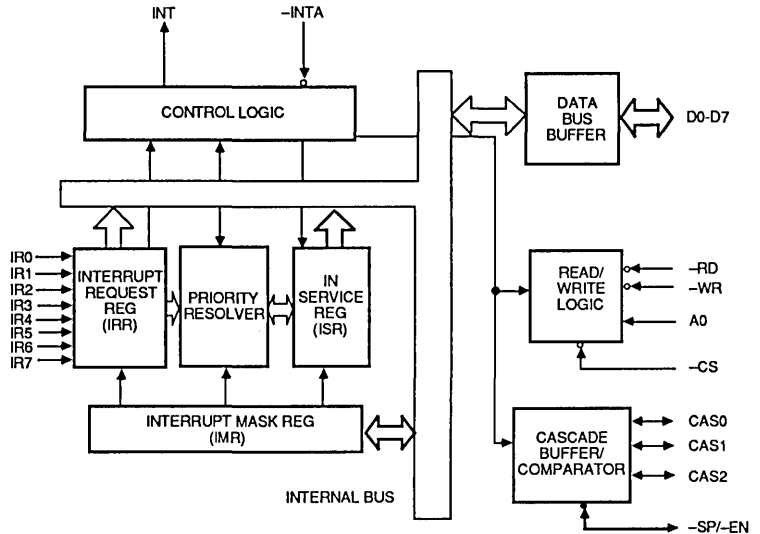 INT
-INTA
CONTROL LOGIC
DATA
BUS
BUFFER
D0-D7
IR0
IR1
IR2
IR3
IR4
IR5
IR6
IR7
INTERRUPT
REQUEST
REG
(IRR)
PRIORITY
RESOLVER
IN
SERVICE
REG
(ISR)
READ/
WRITE
LOGIC
-RD
-WR
A0
-CS
INTERRUPT MASK REG
(IMR)
INTERNAL BUS
CASCADE
BUFFER/
COMPARATOR
CAS0
CAS1
CAS2
-SP/-EN